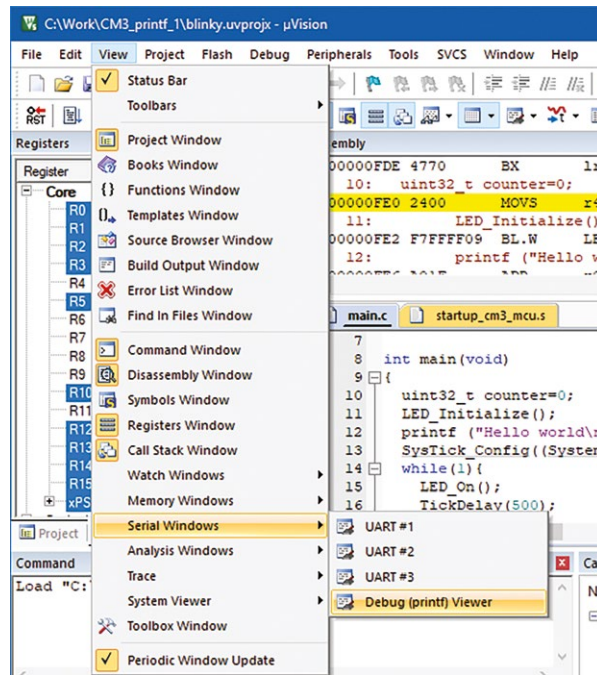 C:\Work\CM3_printf_1\blinky.uvprojx - µVision
File Edit View Project Flash Debug Peripherals Tools SVCS Window Help
RST
Registers
Register
Core
R0
R1
R2
R3
R4
R5
R6
R7
R8
R9
R10
R11
R12
R13
R14
R15
xPS
Project
Status Bar
Toolbars
Project Window
Books Window
Functions Window
Templates Window
Source Browser Window
Build Output Window
Error List Window
Find In Files Window
Command Window
Disassembly Window
Symbols Window
Registers Window
Call Stack Window
Watch Windows
Memory Windows
Serial Windows
Analysis Windows
Trace
System Viewer
Toolbox Window
Periodic Window Update
UART #1
UART #2
UART #3
Debug (printf) Viewer
embly
00000FDE 4770 BX lr
10: uint32_t counter=0;
00000FE0 2400 MOVS r4
11: LED_Initialize()
00000FE2 F7FFFF09 BL.W LE
12: printf ("Hello w
main.c startup_cm3_mcu.s
7
8 int main(void)
9 {
10 uint32_t counter=0;
11 LED_Initialize();
12 printf ("Hello world\r
13 SysTick_Config((System
14 while(1){
15 LED_On();
16 TickDelay(500);
Command
Load "C:\
Ca
N